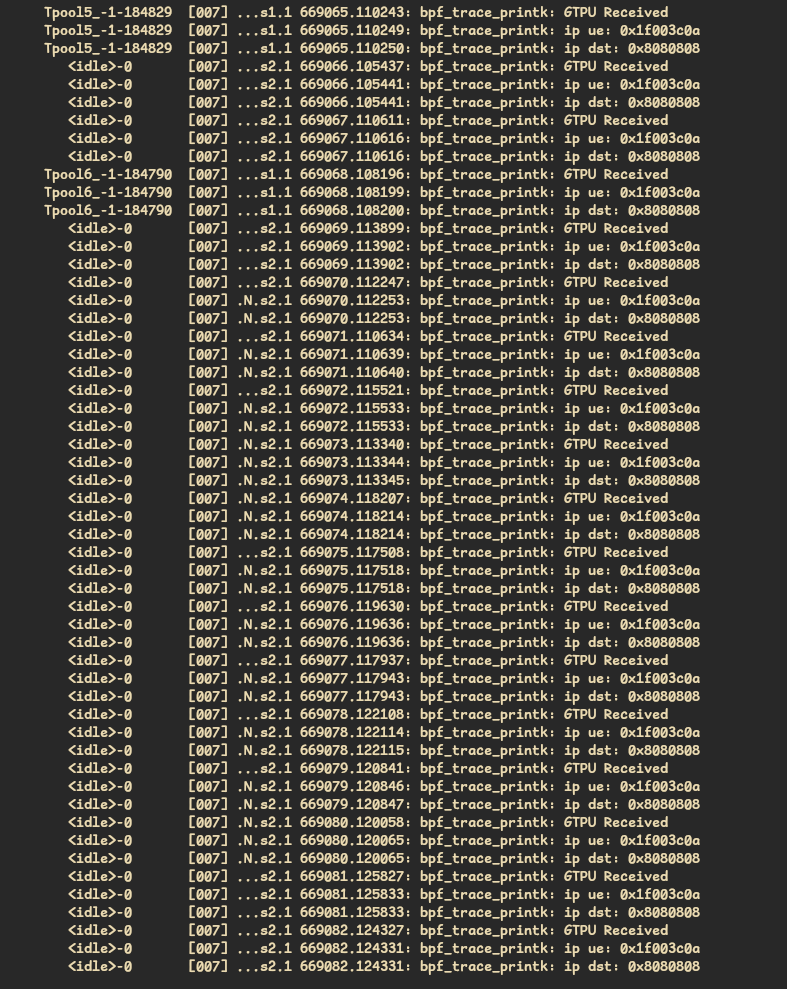 Tpool5_-1-184829  [007] ...s1.1 669065.110243: bpf_trace_printk: GTPU Received
Tpool5_-1-184829  [007] ...s1.1 669065.110249: bpf_trace_printk: ip ue: 0x1f003c0a
Tpool5_-1-184829  [007] ...s1.1 669065.110250: bpf_trace_printk: ip dst: 0x8080808
<idle>-0       [007] ...s2.1 669066.105437: bpf_trace_printk: GTPU Received
<idle>-0       [007] ...s2.1 669066.105441: bpf_trace_printk: ip ue: 0x1f003c0a
<idle>-0       [007] ...s2.1 669066.105441: bpf_trace_printk: ip dst: 0x8080808
<idle>-0       [007] ...s2.1 669067.110611: bpf_trace_printk: GTPU Received
<idle>-0       [007] ...s2.1 669067.110616: bpf_trace_printk: ip ue: 0x1f003c0a
<idle>-0       [007] ...s2.1 669067.110616: bpf_trace_printk: ip dst: 0x8080808
Tpool6_-1-184790  [007] ...s1.1 669068.108196: bpf_trace_printk: GTPU Received
Tpool6_-1-184790  [007] ...s1.1 669068.108199: bpf_trace_printk: ip ue: 0x1f003c0a
Tpool6_-1-184790  [007] ...s1.1 669068.108200: bpf_trace_printk: ip dst: 0x8080808
<idle>-0       [007] ...s2.1 669069.113899: bpf_trace_printk: GTPU Received
<idle>-0       [007] ...s2.1 669069.113902: bpf_trace_printk: ip ue: 0x1f003c0a
<idle>-0       [007] ...s2.1 669069.113902: bpf_trace_printk: ip dst: 0x8080808
<idle>-0       [007] ...s2.1 669070.112247: bpf_trace_printk: GTPU Received
<idle>-0       [007] .N.s2.1 669070.112253: bpf_trace_printk: ip ue: 0x1f003c0a
<idle>-0       [007] .N.s2.1 669070.112253: bpf_trace_printk: ip dst: 0x8080808
<idle>-0       [007] ...s2.1 669071.110634: bpf_trace_printk: GTPU Received
<idle>-0       [007] .N.s2.1 669071.110639: bpf_trace_printk: ip ue: 0x1f003c0a
<idle>-0       [007] .N.s2.1 669071.110640: bpf_trace_printk: ip dst: 0x8080808
<idle>-0       [007] ...s2.1 669072.115521: bpf_trace_printk: GTPU Received
<idle>-0       [007] .N.s2.1 669072.115533: bpf_trace_printk: ip ue: 0x1f003c0a
<idle>-0       [007] .N.s2.1 669072.115533: bpf_trace_printk: ip dst: 0x8080808
<idle>-0       [007] .N.s2.1 669073.113340: bpf_trace_printk: GTPU Received
<idle>-0       [007] .N.s2.1 669073.113344: bpf_trace_printk: ip ue: 0x1f003c0a
<idle>-0       [007] .N.s2.1 669073.113345: bpf_trace_printk: ip dst: 0x8080808
<idle>-0       [007] .N.s2.1 669074.118207: bpf_trace_printk: GTPU Received
<idle>-0       [007] .N.s2.1 669074.118214: bpf_trace_printk: ip ue: 0x1f003c0a
<idle>-0       [007] .N.s2.1 669074.118214: bpf_trace_printk: ip dst: 0x8080808
<idle>-0       [007] ...s2.1 669075.117508: bpf_trace_printk: GTPU Received
<idle>-0       [007] .N.s2.1 669075.117518: bpf_trace_printk: ip ue: 0x1f003c0a
<idle>-0       [007] .N.s2.1 669075.117518: bpf_trace_printk: ip dst: 0x8080808
<idle>-0       [007] ...s2.1 669076.119630: bpf_trace_printk: GTPU Received
<idle>-0       [007] .N.s2.1 669076.119636: bpf_trace_printk: ip ue: 0x1f003c0a
<idle>-0       [007] .N.s2.1 669076.119636: bpf_trace_printk: ip dst: 0x8080808
<idle>-0       [007] ...s2.1 669077.117937: bpf_trace_printk: GTPU Received
<idle>-0       [007] .N.s2.1 669077.117943: bpf_trace_printk: ip ue: 0x1f003c0a
<idle>-0       [007] .N.s2.1 669077.117943: bpf_trace_printk: ip dst: 0x8080808
<idle>-0       [007] ...s2.1 669078.122108: bpf_trace_printk: GTPU Received
<idle>-0       [007] .N.s2.1 669078.122114: bpf_trace_printk: ip ue: 0x1f003c0a
<idle>-0       [007] .N.s2.1 669078.122115: bpf_trace_printk: ip dst: 0x8080808
<idle>-0       [007] ...s2.1 669079.120841: bpf_trace_printk: GTPU Received
<idle>-0       [007] .N.s2.1 669079.120846: bpf_trace_printk: ip ue: 0x1f003c0a
<idle>-0       [007] .N.s2.1 669079.120847: bpf_trace_printk: ip dst: 0x8080808
<idle>-0       [007] ...s2.1 669080.120058: bpf_trace_printk: GTPU Received
<idle>-0       [007] .N.s2.1 669080.120065: bpf_trace_printk: ip ue: 0x1f003c0a
<idle>-0       [007] .N.s2.1 669080.120065: bpf_trace_printk: ip dst: 0x8080808
<idle>-0       [007] ...s2.1 669081.125827: bpf_trace_printk: GTPU Received
<idle>-0       [007] ...s2.1 669081.125833: bpf_trace_printk: ip ue: 0x1f003c0a
<idle>-0       [007] ...s2.1 669081.125833: bpf_trace_printk: ip dst: 0x8080808
<idle>-0       [007] ...s2.1 669082.124327: bpf_trace_printk: GTPU Received
<idle>-0       [007] ...s2.1 669082.124331: bpf_trace_printk: ip ue: 0x1f003c0a
<idle>-0       [007] ...s2.1 669082.124331: bpf_trace_printk: ip dst: 0x8080808